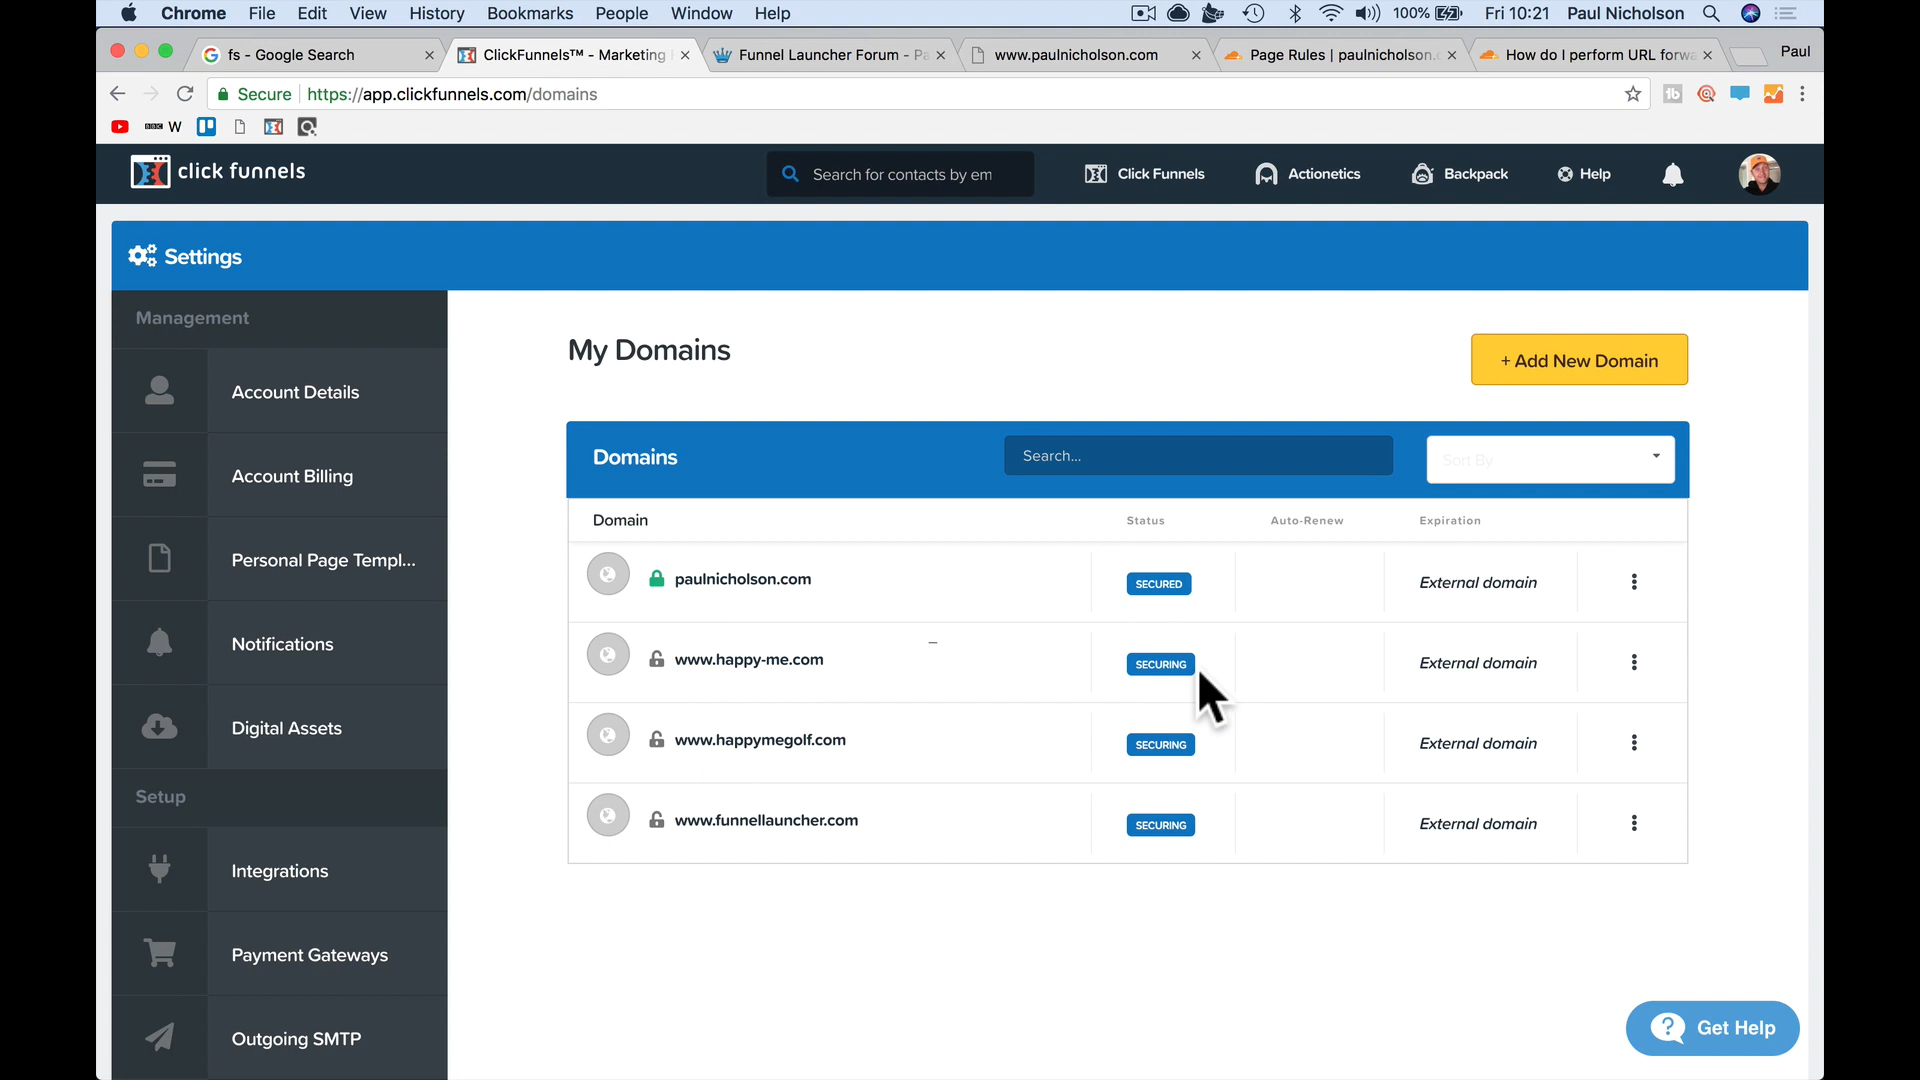 Chrome File Edit View History Bookmarks People Window Help 100% Fri 10:21 Paul Nicholson
fs - Google Search ClickFunnels™ - Marketing Funnel Launcher Forum - Pa www.paulnicholson.com Page Rules | paulnicholson.c How do I perform URL forwa Paul
Secure https://app.clickfunnels.com/domains
BBC W
click funnels Search for contacts by em Click Funnels Actionetics Backpack Help
Settings
Management
My Domains
+ Add New Domain
Account Details
Domains Search... Sort By
Account Billing
Domain Status Auto-Renew Expiration
Personal Page Templ...
paulnicholson.com SECURED External domain
Notifications
www.happy-me.com SECURING External domain
Digital Assets
www.happymegolf.com SECURING External domain
Setup
www.funnellauncher.com SECURING External domain
Integrations
Payment Gateways
Outgoing SMTP
Get Help